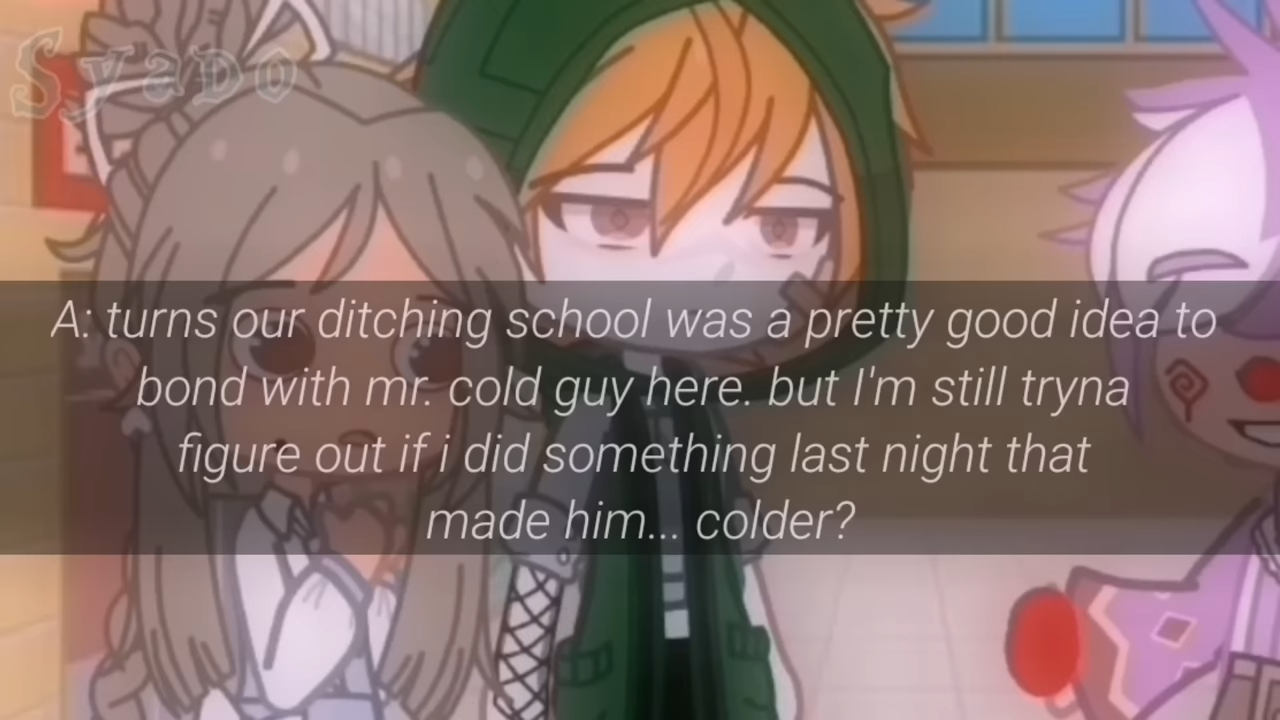 Syado
A: turns our ditching school was a pretty good idea to
bond with mr. cold guy here. but I'm still tryna
figure out if i did something last night that
made him... colder?